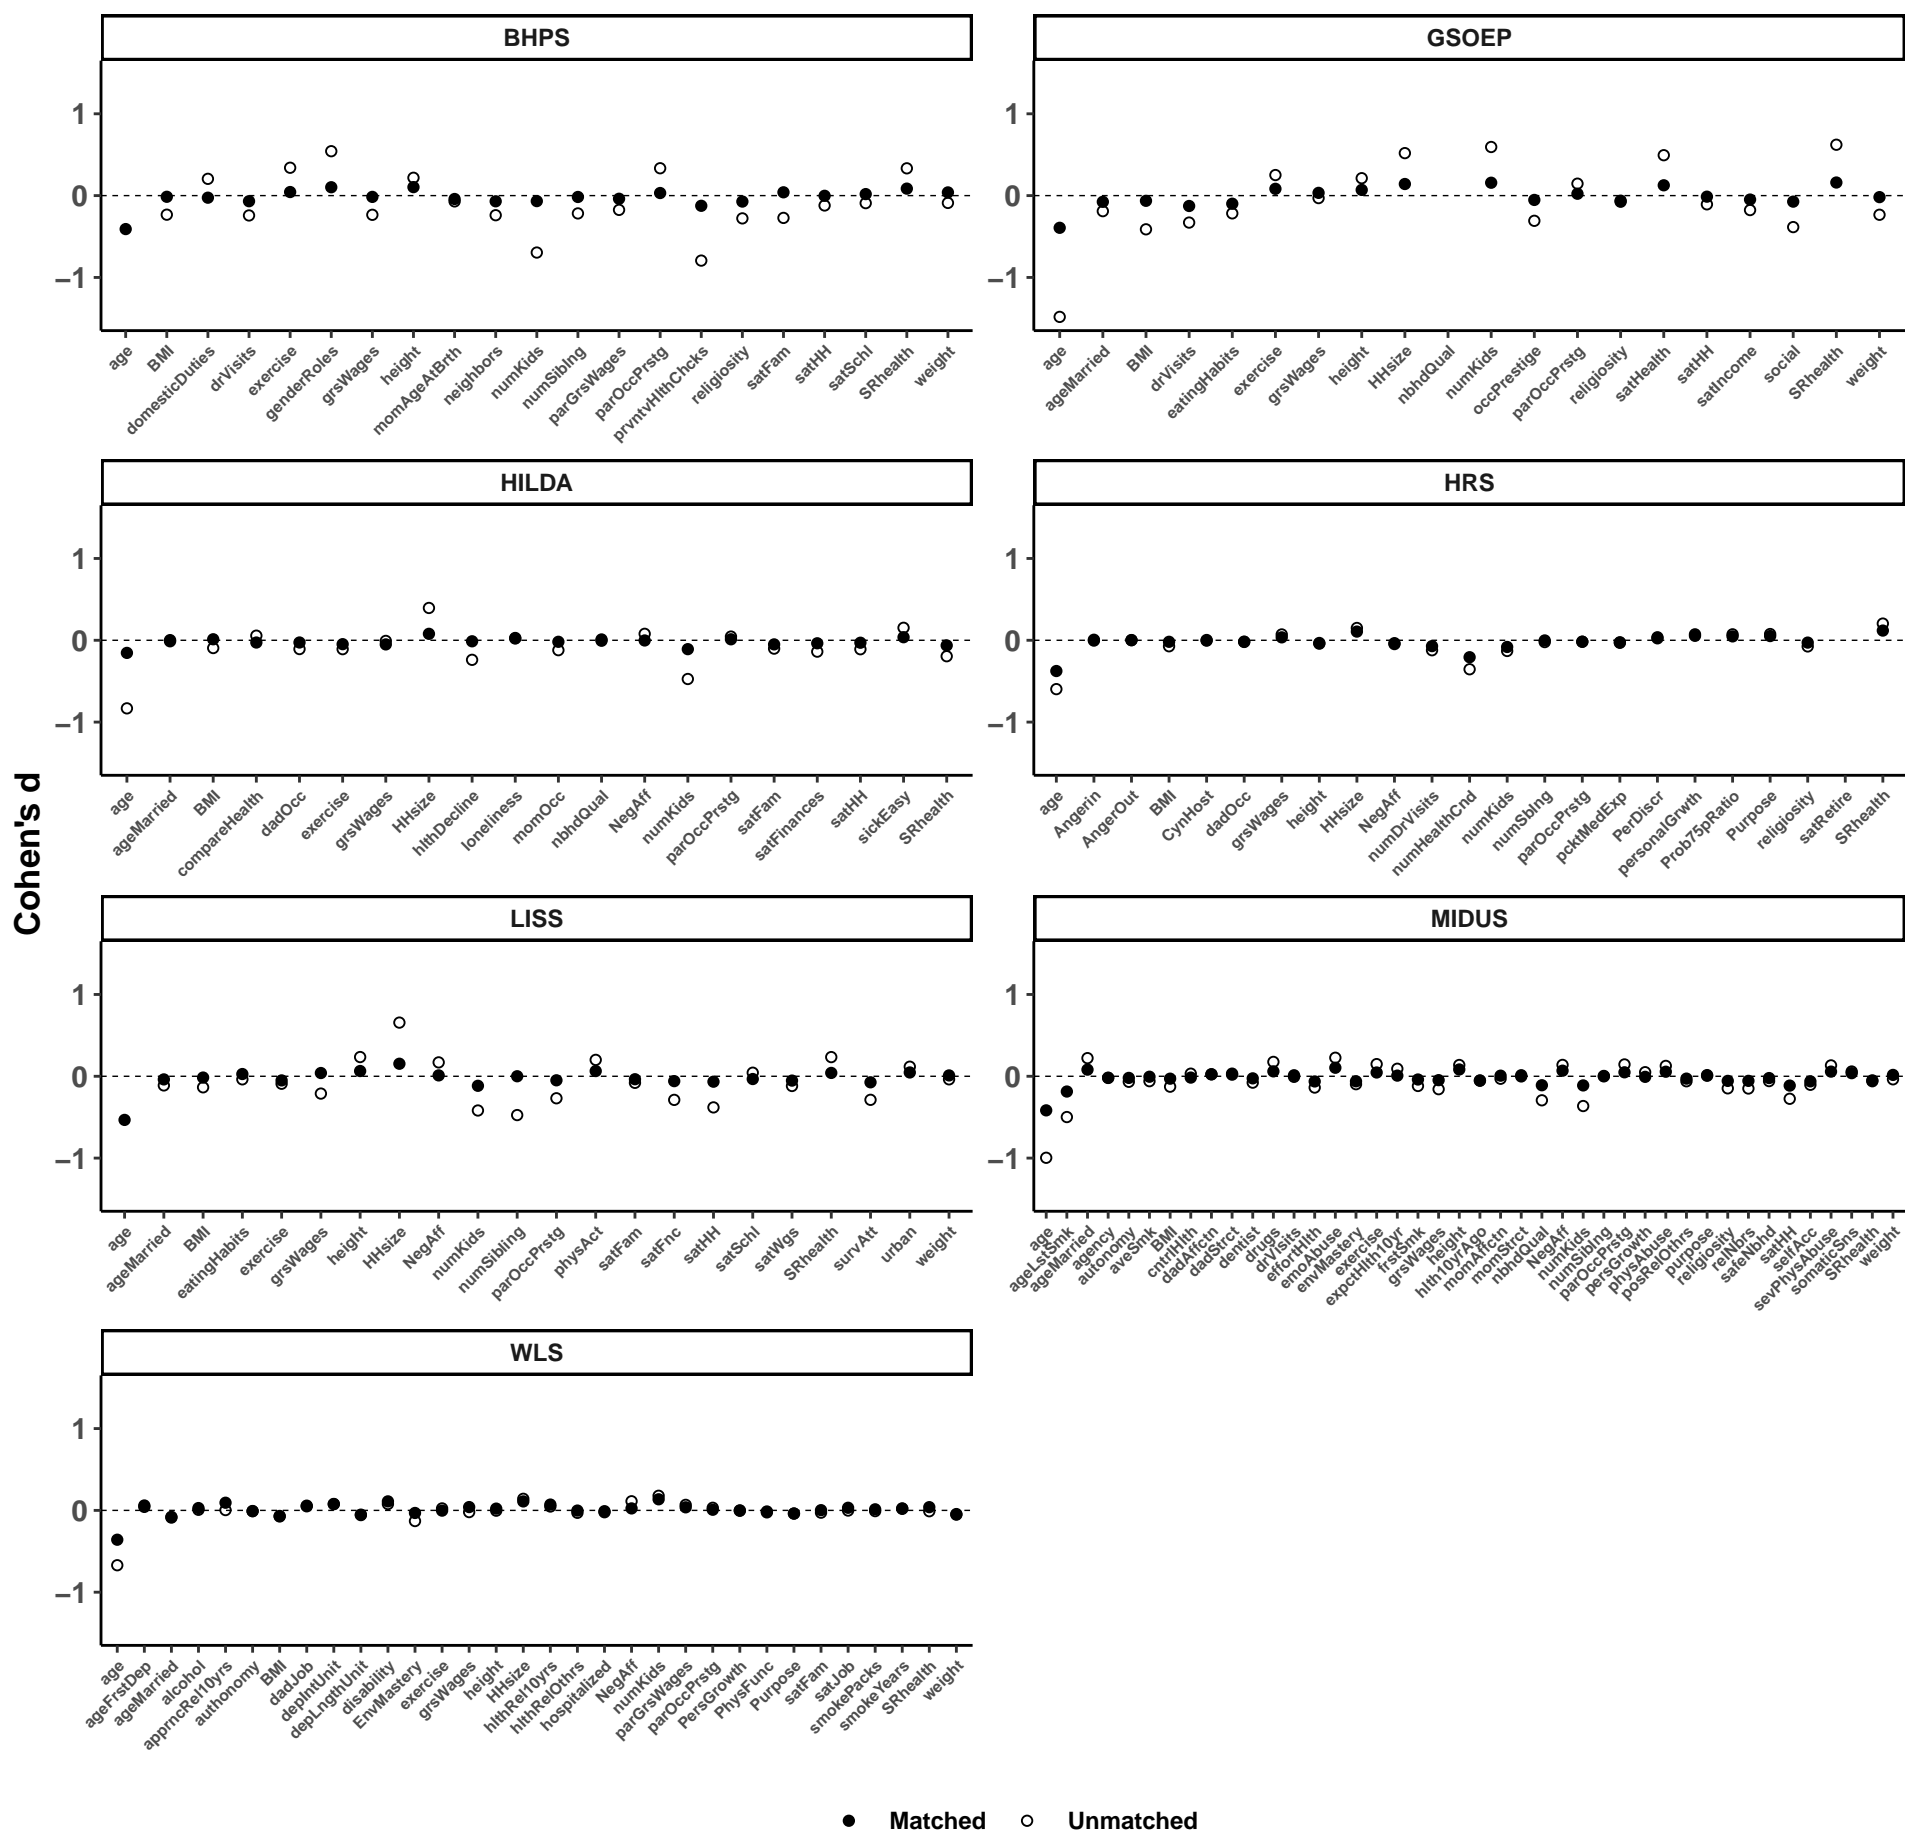 BHPS
1
0
−1
age
BMI
domesticDuties
drVisits
exercise
genderRoles
grsWages
height
momAgeAtBrth
neighbors
numKids
numSiblng
parGrsWages
parOccPrstg
prvntvHlthChcks
religiosity
satFam
satHH
satSchl
SRhealth
weight
GSOEP
1
0
−1
age
ageMarried
BMI
drVisits
eatingHabits
exercise
grsWages
height
HHsize
nbhdQual
numKids
occPrestige
parOccPrstg
religiosity
satHealth
satHH
satIncome
social
SRhealth
weight
HILDA
1
0
−1
age
ageMarried
BMI
compareHealth
dadOcc
exercise
grsWages
HHsize
hlthDecline
loneliness
momOcc
nbhdQual
NegAff
numKids
parOccPrstg
satFam
satFinances
satHH
sickEasy
SRhealth
HRS
1
0
−1
age
Angerin
AngerOut
BMI
CynHost
dadOcc
grsWages
height
HHsize
NegAff
numDrVisits
numHealthCnd
numKids
numSblng
parOccPrstg
pcktMedExp
PerDiscr
personalGrwth
Prob75pRatio
Purpose
religiosity
satRetire
SRhealth
Cohen's d
LISS
1
0
−1
age
ageMarried
BMI
eatingHabits
exercise
grsWages
height
HHsize
NegAff
numKids
numSibling
parOccPrstg
physAct
satFam
satFnc
satHH
satSchl
satWgs
SRhealth
survAtt
urban
weight
MIDUS
1
0
−1
age
ageLstSmk
ageMarried
agency
autonomy
aveSmk
BMI
cntrlHlth
dadAffctn
dadStrct
dentist
drugs
drVisits
effortHlth
emoAbuse
envMastery
exercise
expctHlth10yr
frstSmk
grsWages
height
hlth10yrAgo
momAffctn
momStrct
nbhdQual
NegAff
numKids
numSiblng
parOccPrstg
persGrowth
physAbuse
posRelOthrs
purpose
religiosity
relNbrs
safeNbhd
satHH
selfAcc
sevPhysAbuse
somaticSns
SRhealth
weight
WLS
1
0
−1
age
ageFrstDep
ageMarried
alcohol
apprncRel10yrs
authonomy
BMI
dadJob
depIntUnit
depLngthUnit
disability
EnvMastery
exercise
grsWages
height
HHsize
hlthRel10yrs
hlthRelOthrs
hospitalized
NegAff
numKids
parGrsWages
parOccPrstg
PersGrowth
PhysFunc
Purpose
satFam
satJob
smokePacks
smokeYears
SRhealth
weight
Matched Unmatched